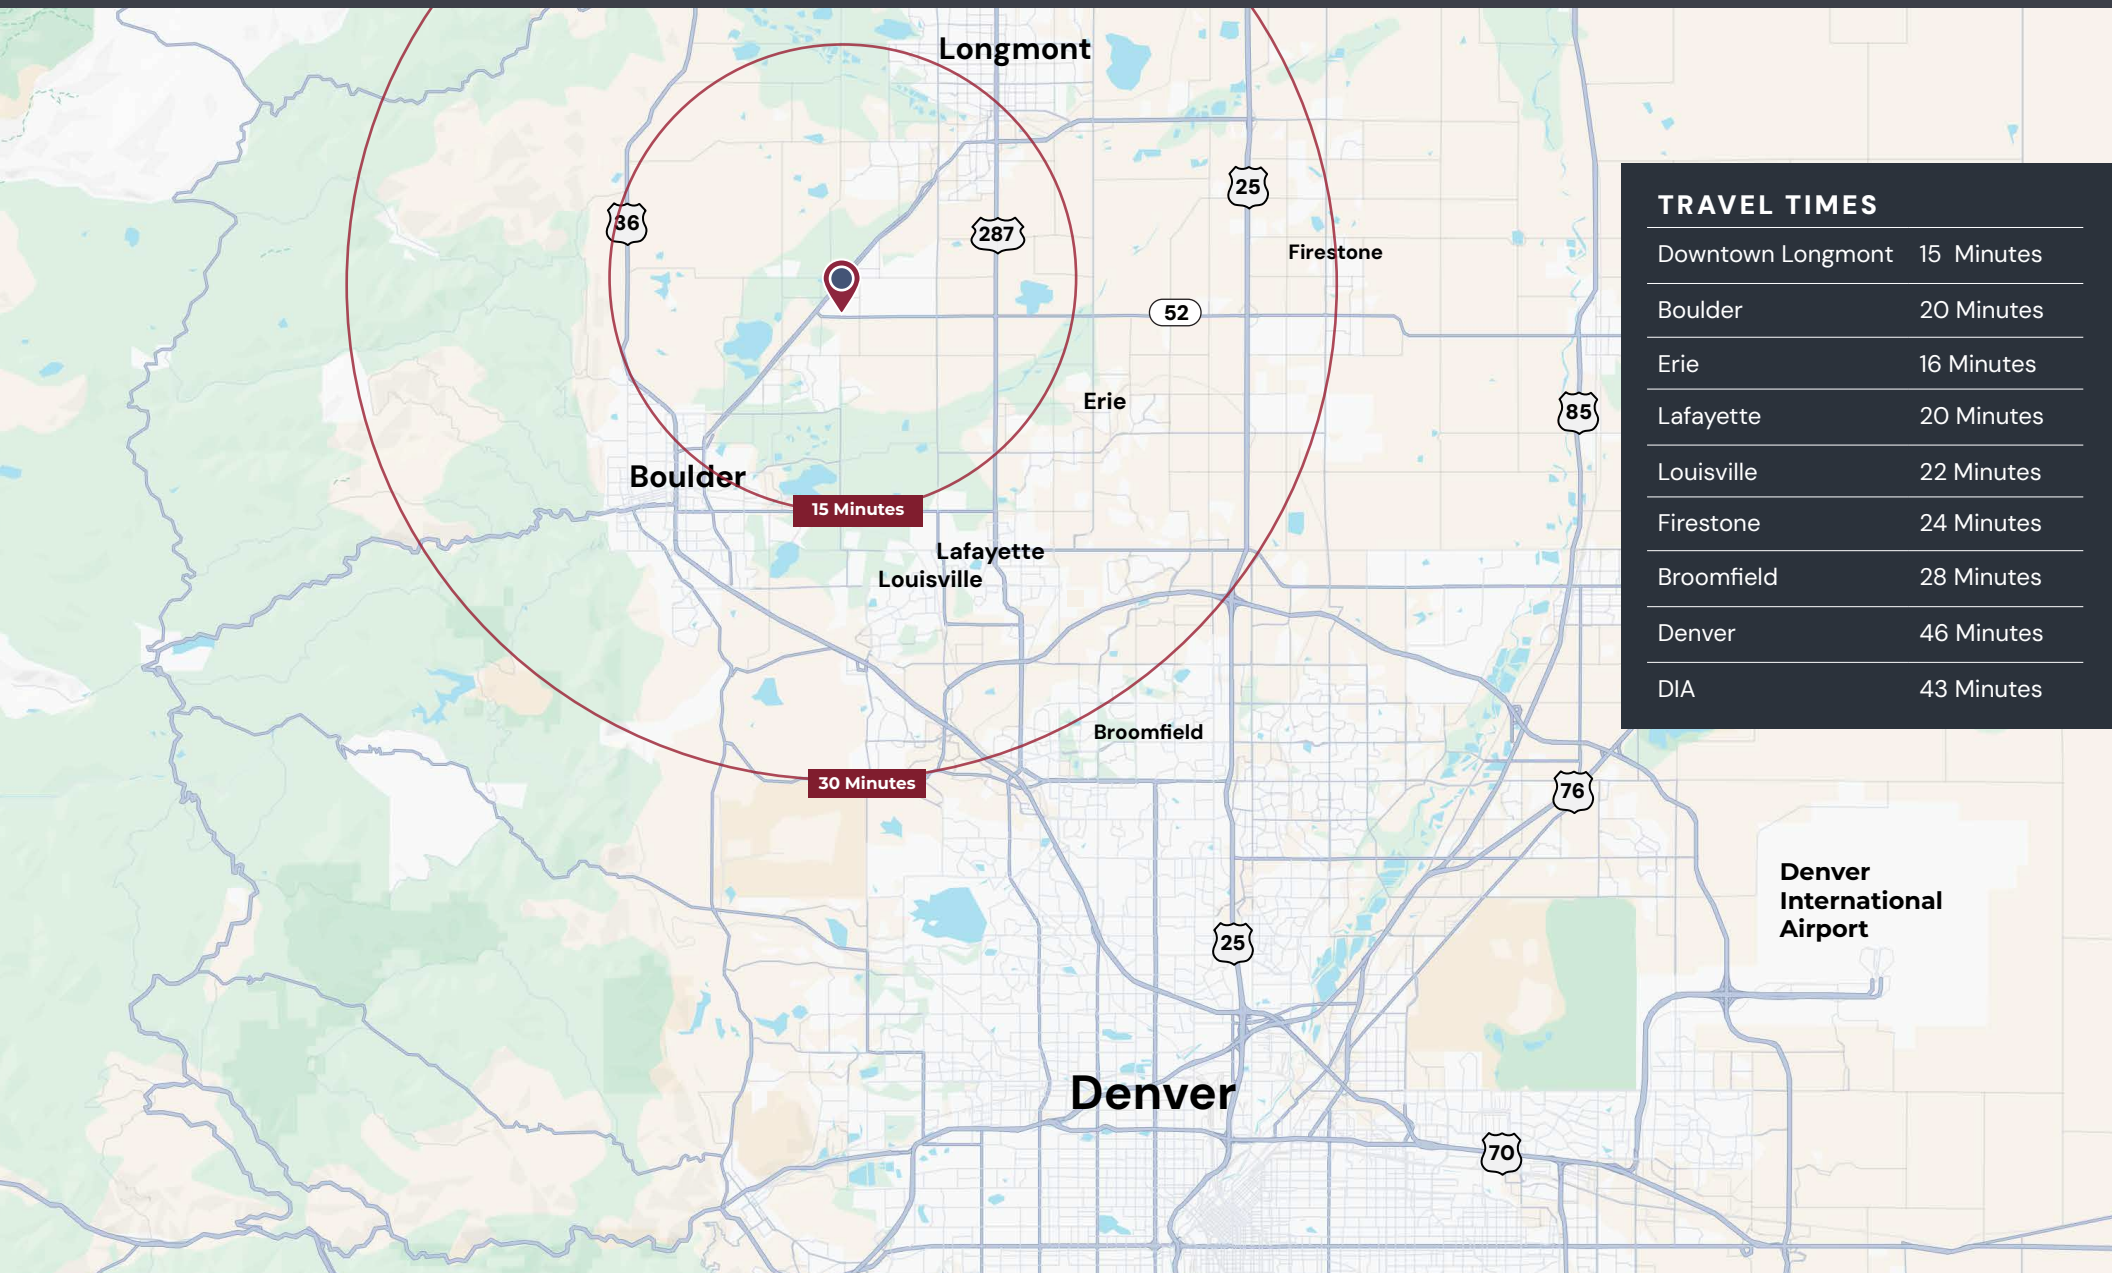 Longmont
36
287
25
Firestone
52
Erie
85
Boulder
15 Minutes
Lafayette
Louisville
Broomfield
30 Minutes
76
Denver
International
Airport
25
Denver
70
TRAVEL TIMES
Downtown Longmont 15 Minutes
Boulder 20 Minutes
Erie 16 Minutes
Lafayette 20 Minutes
Louisville 22 Minutes
Firestone 24 Minutes
Broomfield 28 Minutes
Denver 46 Minutes
DIA 43 Minutes